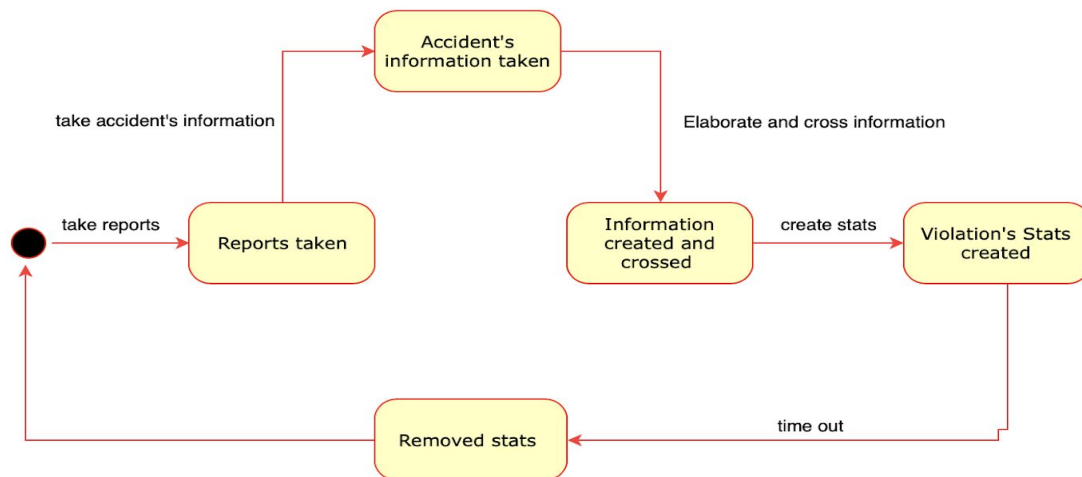 Accident's
information taken
take accident's information
Elaborate and cross information
take reports
Reports taken
Information
created and
crossed
create stats
Violation's Stats
created
Removed stats
time out